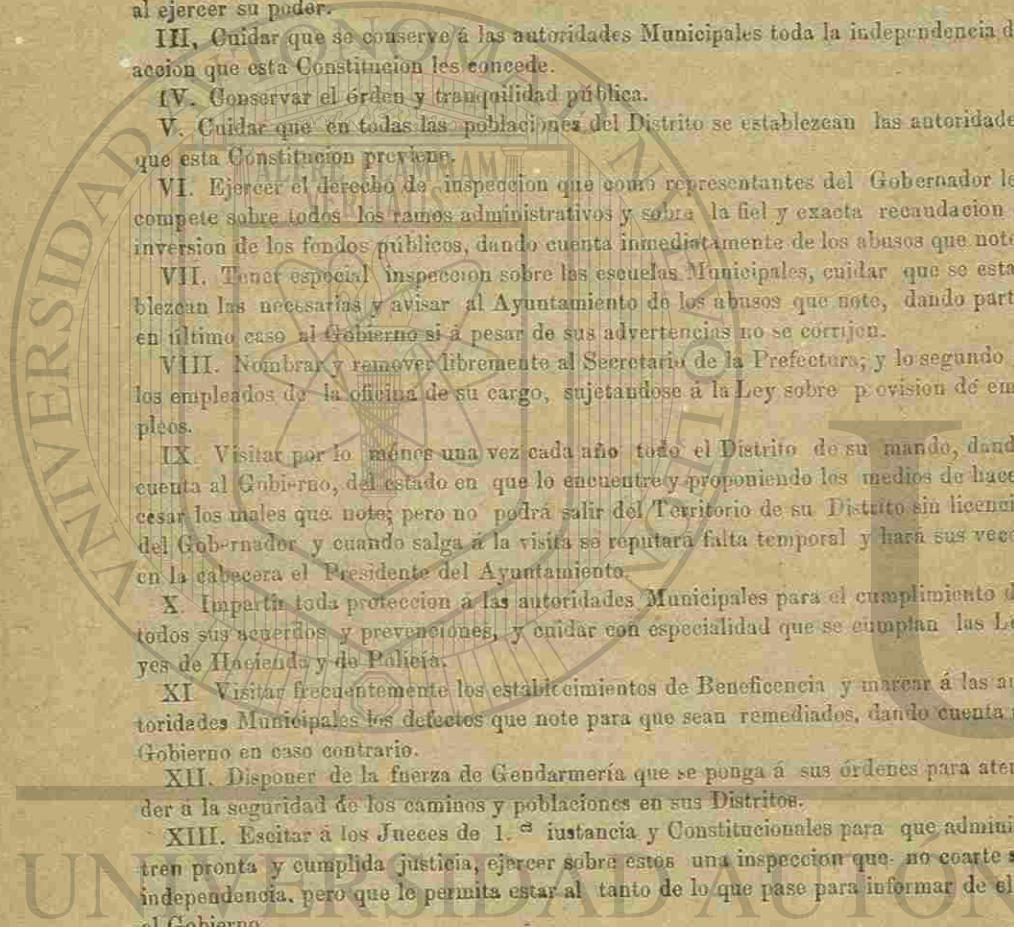 al ejercer su poder.
III, Cuidar que se conserve á las autoridades Municipales toda la independencia d
accion que esta Constitucion les concede.
IV. Conservar el órden y tranquilidad pública.
V. Cuidar que en todas las poblaciones del Distrito se establezcan las autoridade
que esta Constitucion previene.
VI. Ejercer el derecho de inspeccion que como representantes del Gobernador le
compete sobre todos los ramos administrativos y sobre la fiel y exacta recaudacion
inversion de los fondos públicos, dando cuenta inmediatamente de los abusos que note
VII. Tener especial inspeccion sobre las escuelas Municipales, cuidar que se esta
blezcan las necesarias y avisar al Ayuntamiento de los abusos que note, dando part
en último caso al Gobierno si á pesar de sus advertencias no se corrijen.
VIII. Nombrar y remover libremente al Secretario de la Prefectura; y lo segundo
los empleados de la oficina de su cargo, sujetandose á la Ley sobre p ovision de em
pleos.
IX Visitar por lo ménos una vez cada año todo el Distrito de su mando, dand
cuenta al Gobierno, del estado en que lo encuentre y proponiendo los medios de hace
cesar los males que note; pero no podrá salir del Territorio de su Distrito sin licenci
del Gobernador y cuando salga á la visita se reputará falta temporal y hará sus vece
en la cabecera el Presidente del Ayuntamiento.
X. Impartir toda proteccion á las autoridades Municipales para el cumplimiento d
todos sus acuerdos y prevenciones, y cuidar con especialidad que se cumplan las Le
yes de Hacienda y de Policía.
XI Visitar frecuentemente los establecimientos de Beneficencia y marcar á las au
toridades Municipales los defectos que note para que sean remediados, dando cuenta
Gobierno en caso contrario.
XII. Disponer de la fuerza de Gendarmería que se ponga á sus órdenes para aten
der á la seguridad de los caminos y poblaciones en sus Distritos.
XIII. Escitar á los Jueces de 1.ª instancia y Constitucionales para que admini
tren pronta y cumplida justicia, ejercer sobre estos una inspeccion que no coarte s
independencia, pero que le permita estar al tanto de lo que pase para informar de el
al Gobierno
UNIVERSIDAD AUTÓNOMA DE NUEVO LEÓN
ALERE FLAMMAM
VERITATIS
U
UNIVERSIDAD AUTÓN